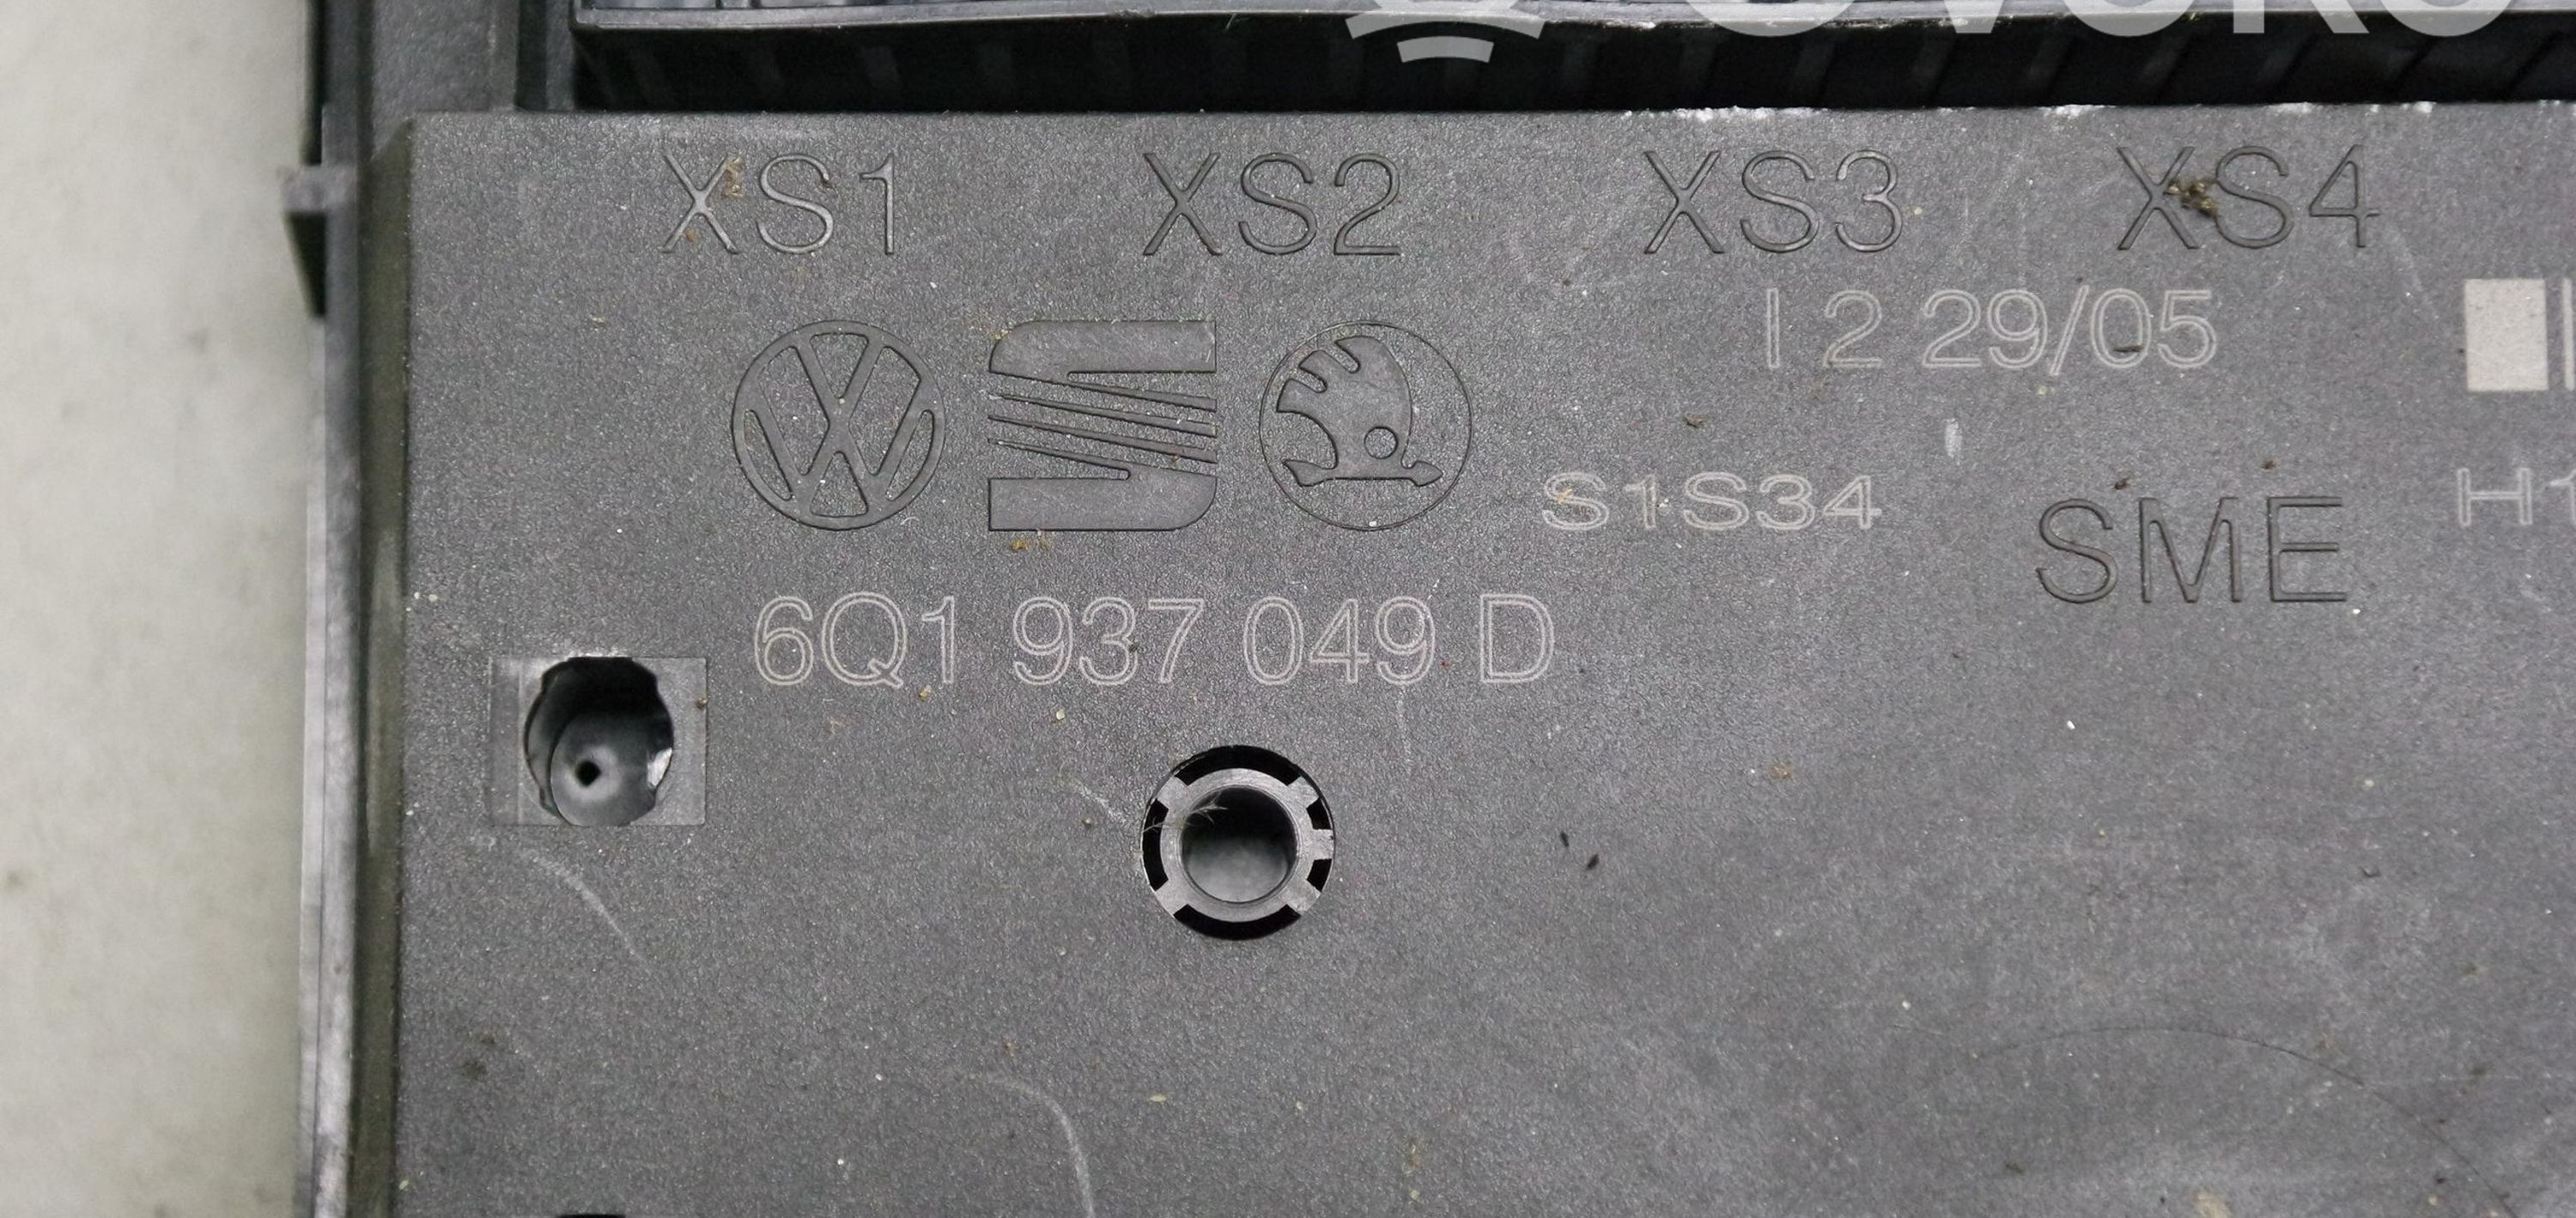 XS1 XS2 XS3 XS4
I 2 29/05
S1S34
SME
6Q1 937 049 D